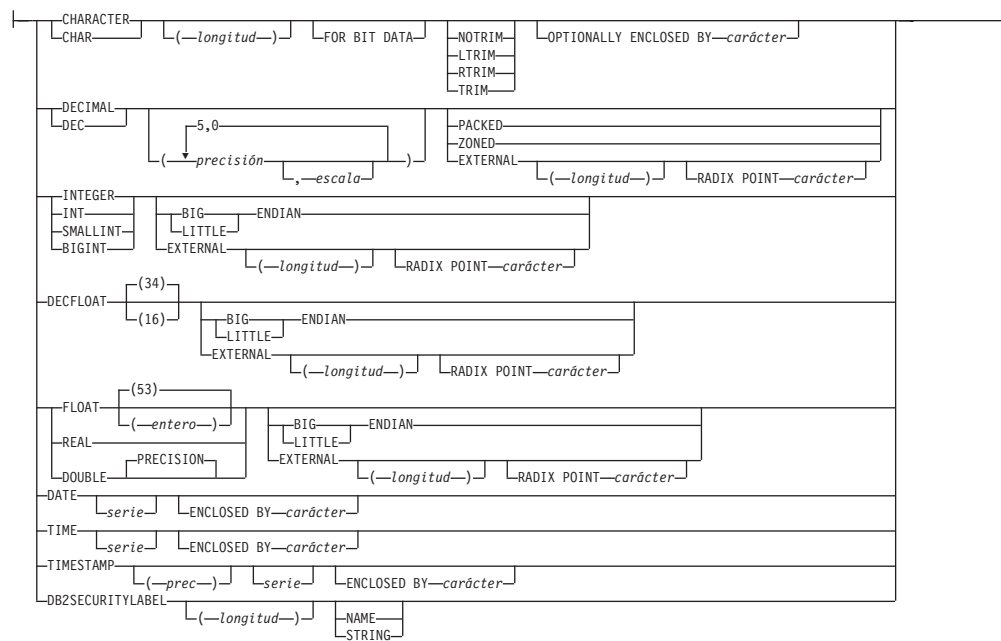 CHARACTER
CHAR ( longitud ) FOR BIT DATA NOTRIM OPTIONALLY ENCLOSED BY carácter
LTRIM
RTRIM
TRIM
DECIMAL
DEC 5,0 PACKED
( precisión ) ZONED
, escala EXTERNAL
( longitud ) RADIX POINT carácter
INTEGER
INT BIG ENDIAN
SMALLINT LITTLE
BIGINT EXTERNAL
( longitud ) RADIX POINT carácter
(34)
DECFLOAT
(16) BIG ENDIAN
LITTLE
EXTERNAL
( longitud ) RADIX POINT carácter
(53)
FLOAT
( entero ) BIG ENDIAN
REAL LITTLE
PRECISION EXTERNAL
DOUBLE ( longitud ) RADIX POINT carácter
DATE
serie ENCLOSED BY carácter
TIME
serie ENCLOSED BY carácter
TIMESTAMP
( prec ) serie ENCLOSED BY carácter
DB2SECURITYLABEL
( longitud ) NAME
STRING